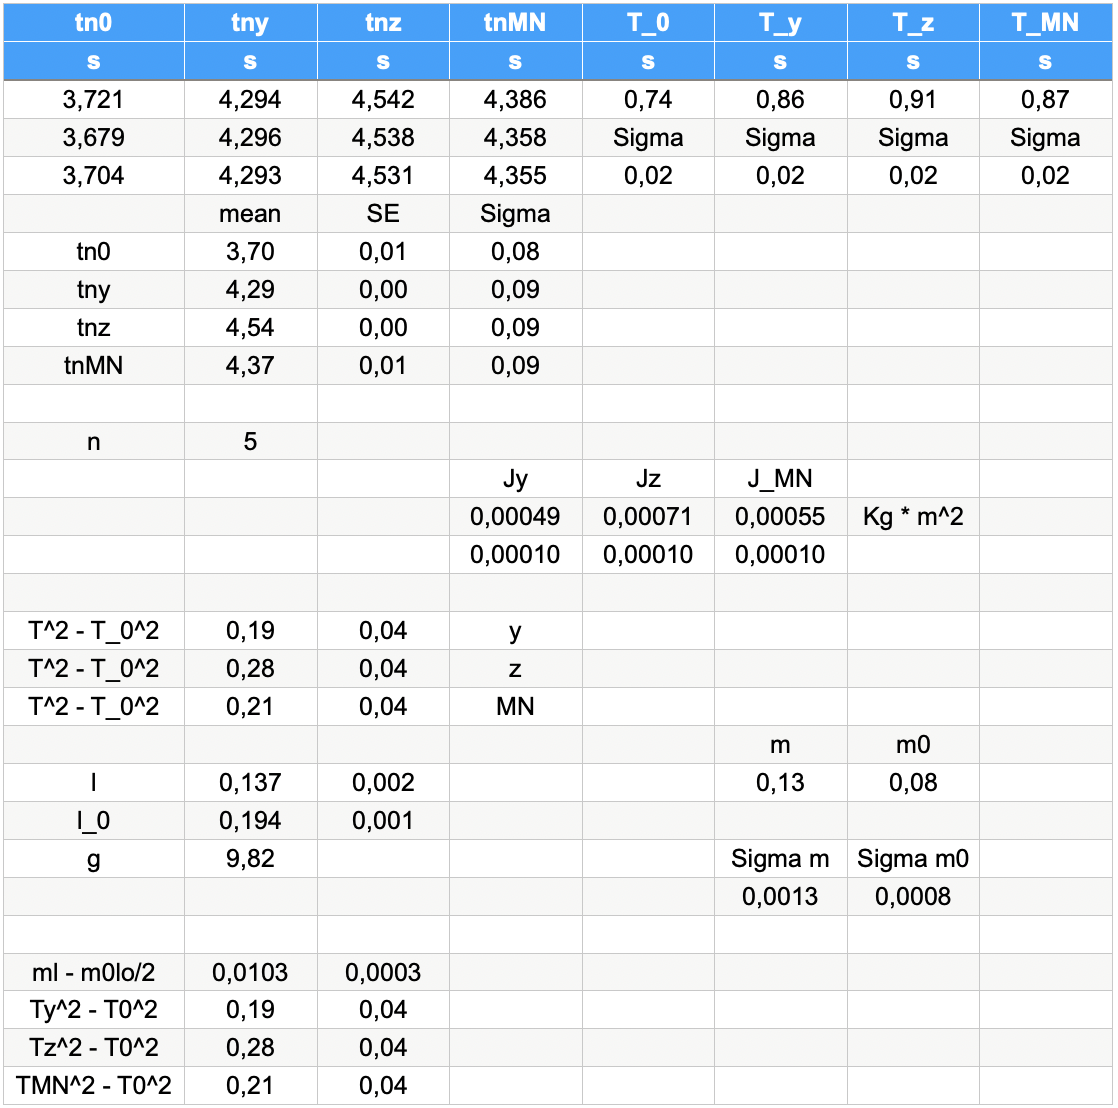 tn0 tny tnz tnMN T_0 T_y T_z T_MN
s s s s s s s s
3,721 4,294 4,542 4,386 0,74 0,86 0,91 0,87
3,679 4,296 4,538 4,358 Sigma Sigma Sigma Sigma
3,704 4,293 4,531 4,355 0,02 0,02 0,02 0,02
mean SE Sigma
tn0 3,70 0,01 0,08
tny 4,29 0,00 0,09
tnz 4,54 0,00 0,09
tnMN 4,37 0,01 0,09
n 5
Jy Jz J_MN
0,00049 0,00071 0,00055 Kg * m^2
0,00010 0,00010 0,00010
T^2 - T_0^2 0,19 0,04 y
T^2 - T_0^2 0,28 0,04 z
T^2 - T_0^2 0,21 0,04 MN
m m0
l 0,137 0,002 0,13 0,08
l_0 0,194 0,001
g 9,82 Sigma m Sigma m0
0,0013 0,0008
ml - m0lo/2 0,0103 0,0003
Ty^2 - T0^2 0,19 0,04
Tz^2 - T0^2 0,28 0,04
TMN^2 - T0^2 0,21 0,04